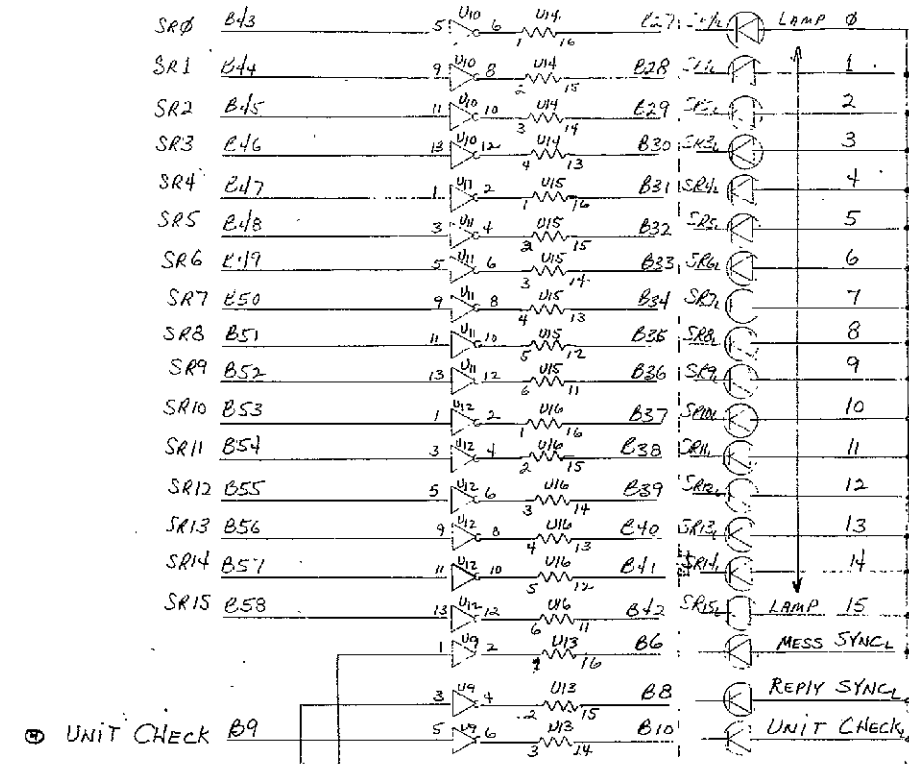 SRØ B43 5 U10 6 1 U14 16 LAMP Ø
SR1 B44 9 U10 8 2 U14 15 B28 1
SR2 B45 11 U10 10 3 U14 14 B29 2
SR3 B46 13 U10 12 4 U14 13 B30 SR3L 3
SR4 B47 1 U11 2 1 U15 16 B31 SR4L 4
SR5 B48 3 U11 4 2 U15 15 B32 SR5L 5
SR6 B49 5 U11 6 3 U15 14 B33 SR6L 6
SR7 B50 9 U11 8 4 U15 13 B34 SR7L 7
SR8 B51 11 U11 10 5 U15 12 B35 SR8L 8
SR9 B52 13 U11 12 6 U15 11 B36 SR9L 9
SR10 B53 1 U12 2 1 U16 16 B37 SR10L 10
SR11 B54 3 U12 4 2 U16 15 B38 SR11L 11
SR12 B55 5 U12 6 3 U16 14 B39 SR12L 12
SR13 B56 9 U12 8 4 U16 13 B40 SR13L 13
SR14 B57 11 U12 10 5 U16 12 B41 SR14L 14
SR15 B58 13 U12 12 6 U16 11 B42 SR15L LAMP 15
1 U9 2 U13 16 B6 MESS SYNCL
3 U9 4 2 U13 15 B8 REPLY SYNCL
UNIT CHECK B9 5 U9 6 3 U13 14 B10 UNIT CHECKL